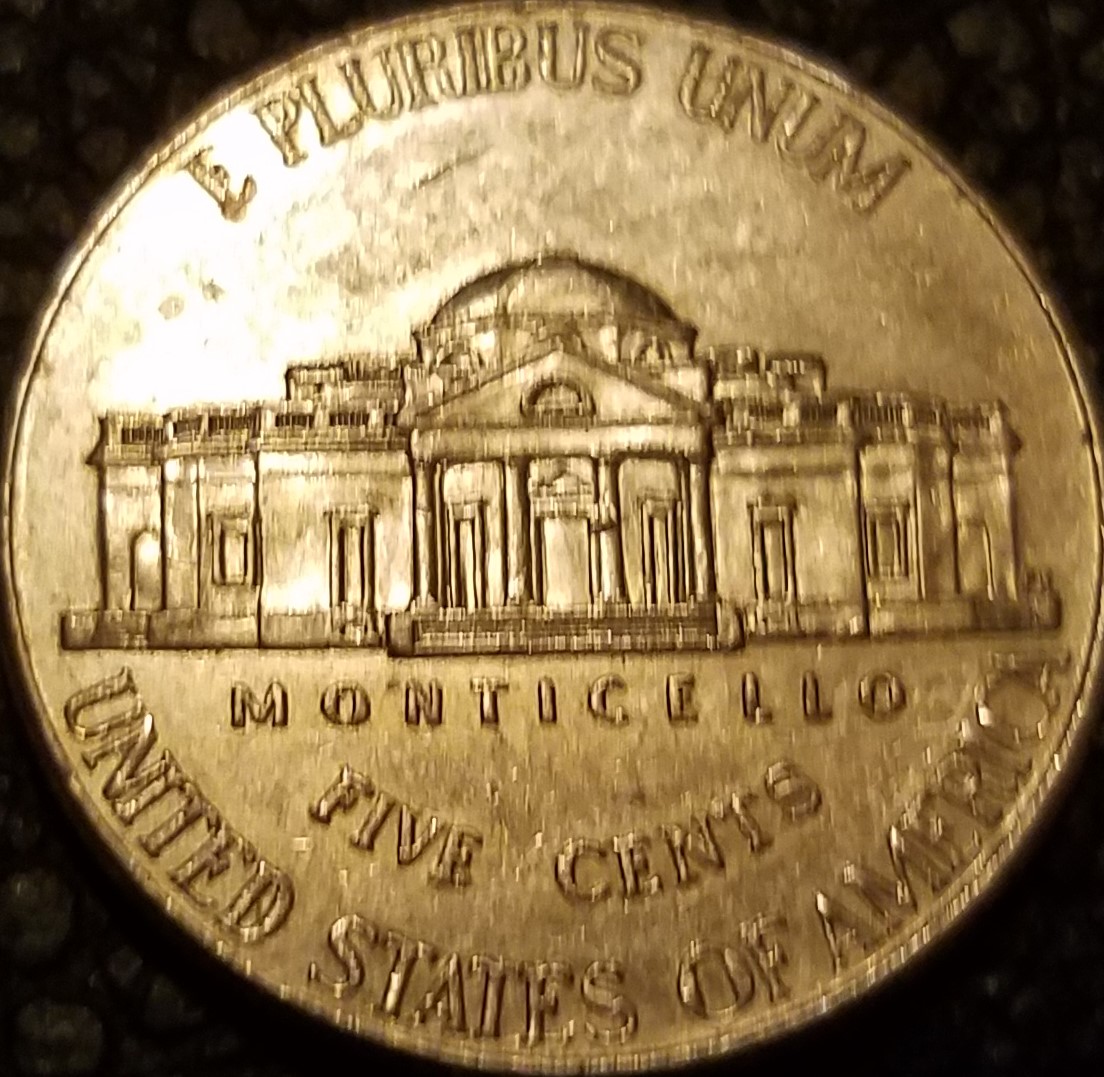 E PLURIBUS UNUM
MONTICELLO
FIVE CENTS
UNITED STATES OF AMERICA